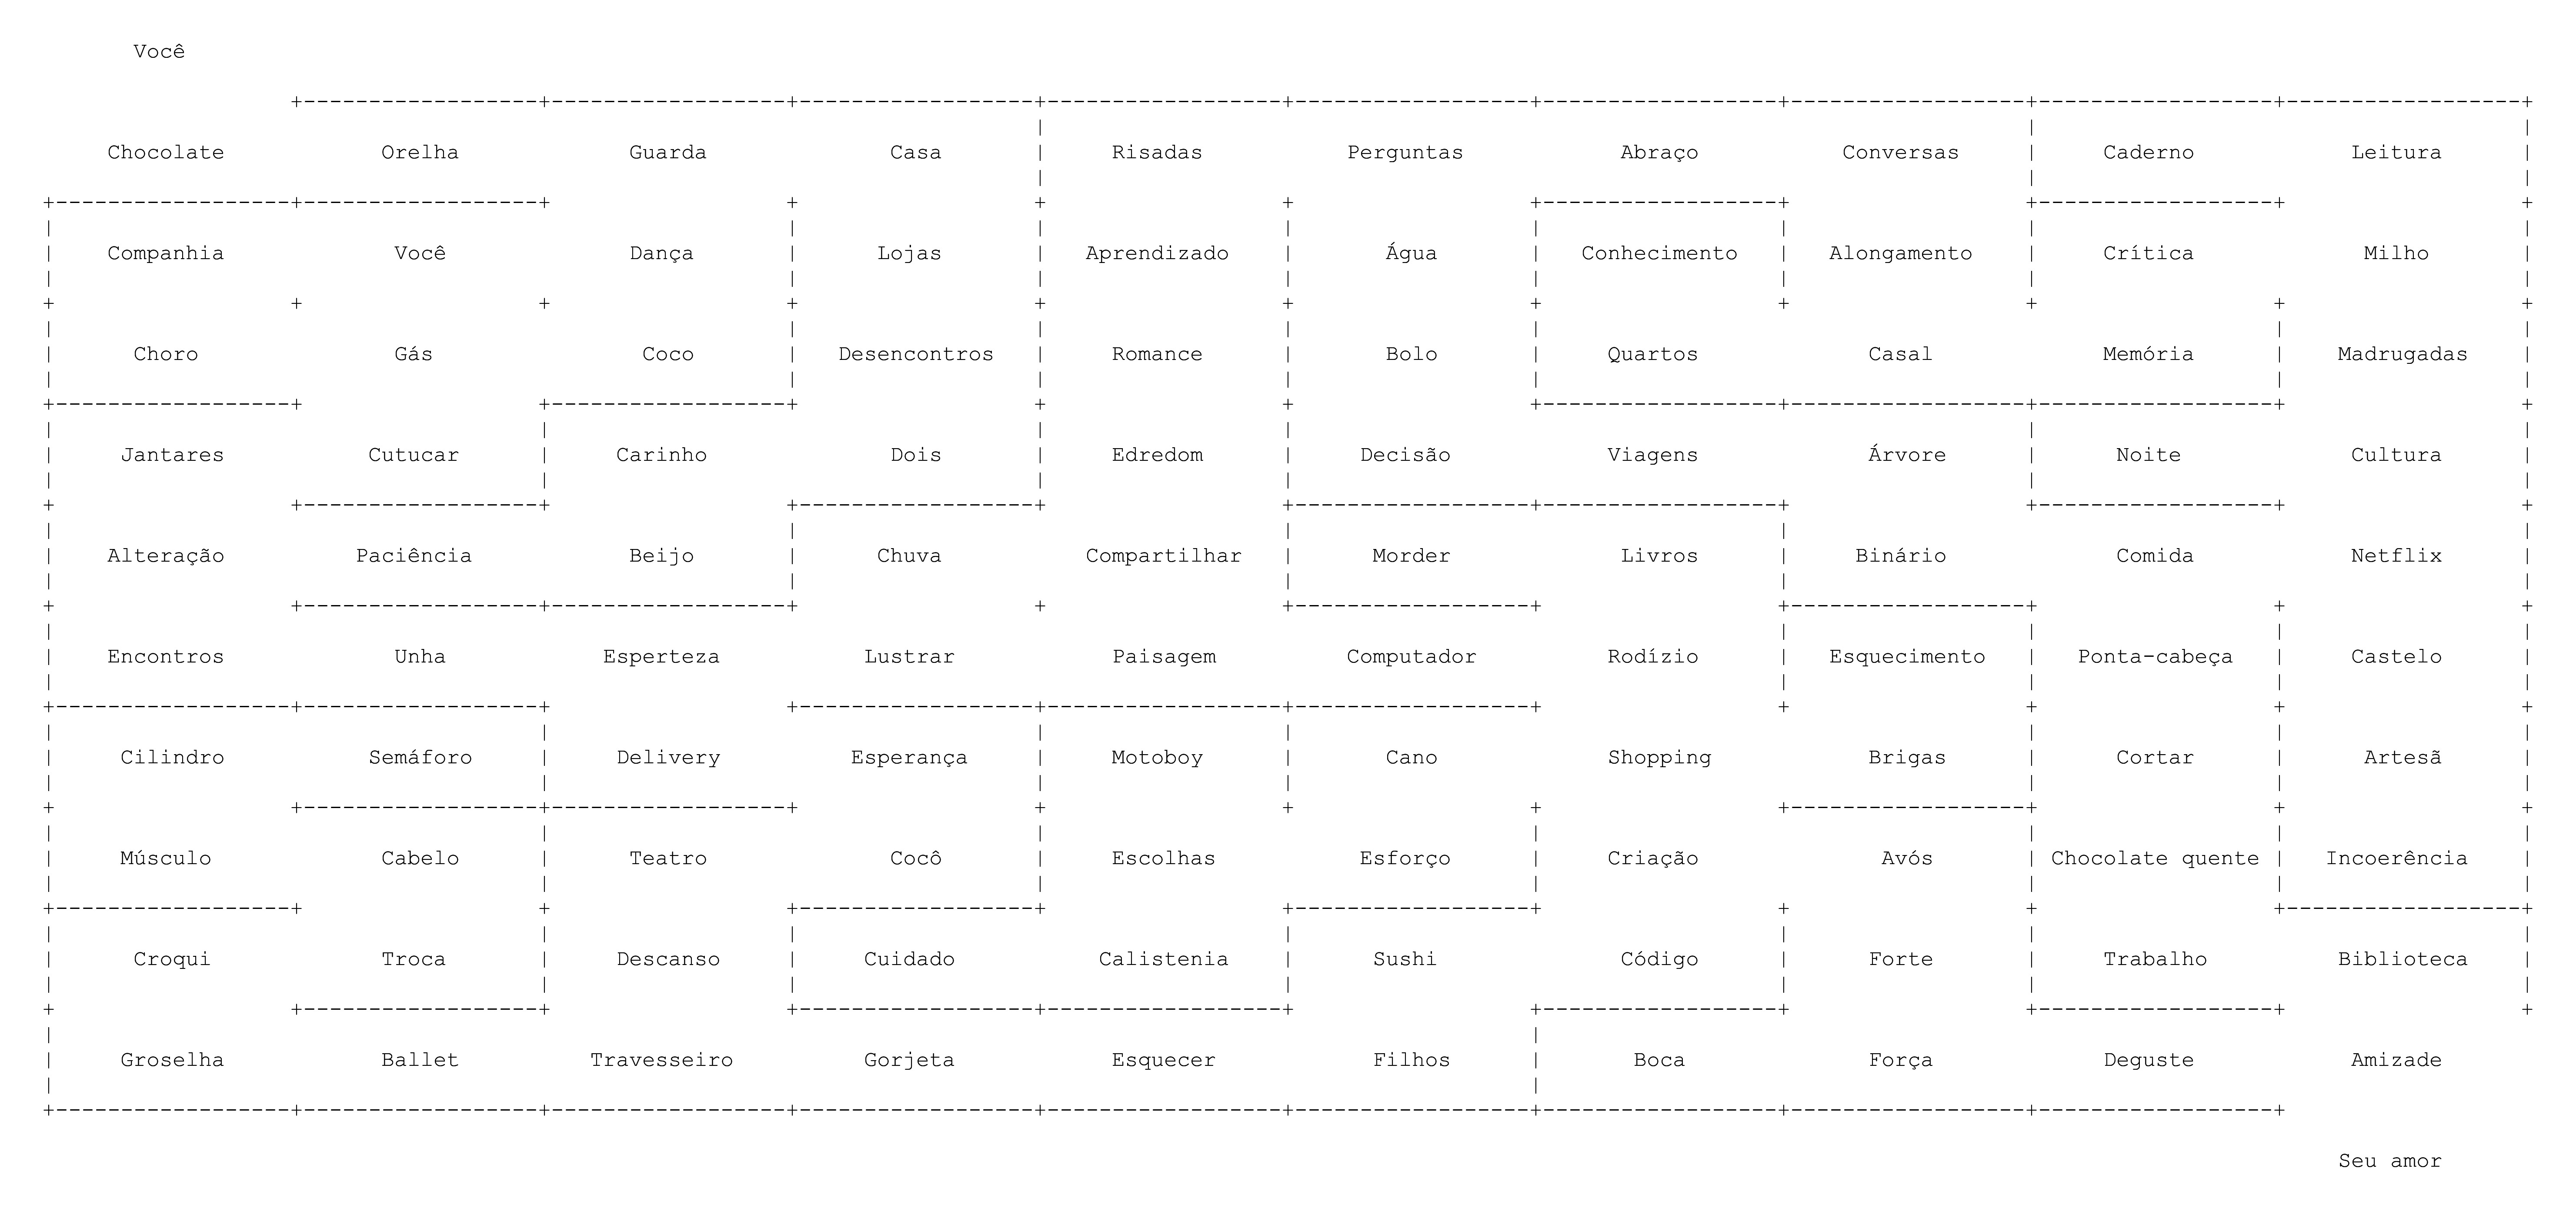 Você
Chocolate Orelha Guarda Casa Risadas Perguntas Abraço Conversas Caderno Leitura
Companhia Você Dança Lojas Aprendizado Água Conhecimento Alongamento Crítica Milho
Choro Gás Coco Desencontros Romance Bolo Quartos Casal Memória Madrugadas
Jantares Cutucar Carinho Dois Edredom Decisão Viagens Árvore Noite Cultura
Alteração Paciência Beijo Chuva Compartilhar Morder Livros Binário Comida Netflix
Encontros Unha Esperteza Lustrar Paisagem Computador Rodízio Esquecimento Ponta-cabeça Castelo
Cilindro Semáforo Delivery Esperança Motoboy Cano Shopping Brigas Cortar Artesã
Músculo Cabelo Teatro Cocô Escolhas Esforço Criação Avós Chocolate quente Incoerência
Croqui Troca Descanso Cuidado Calistenia Sushi Código Forte Trabalho Biblioteca
Groselha Ballet Travesseiro Gorjeta Esquecer Filhos Boca Força Deguste Amizade
Seu amor